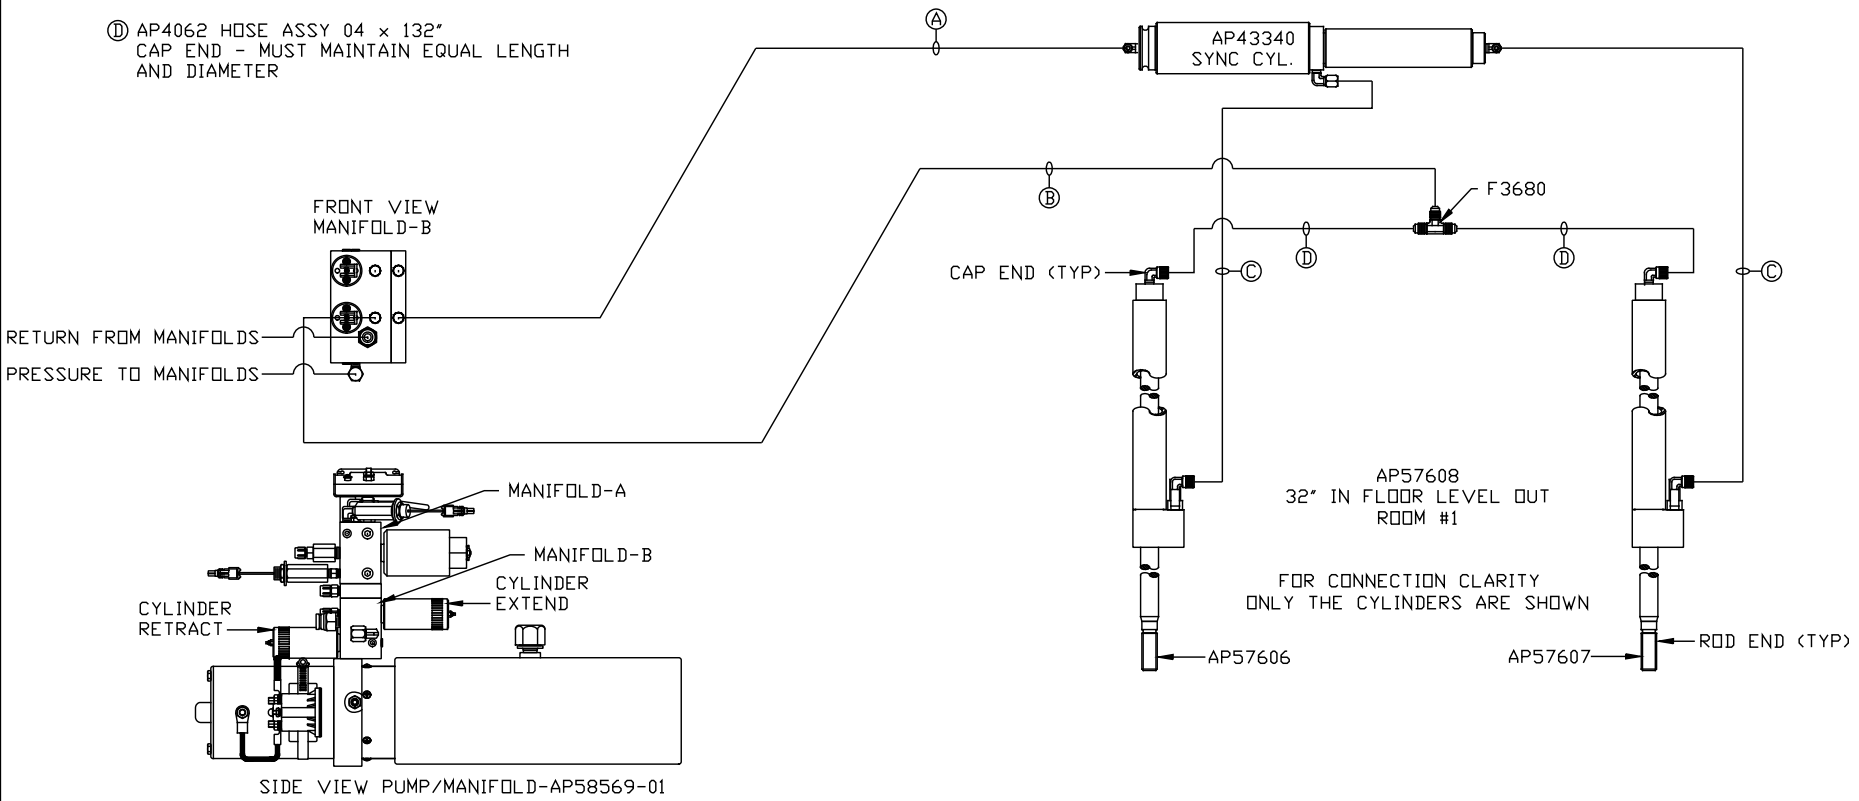 Ⓓ AP4062 HOSE ASSY 04 x 132"
CAP END - MUST MAINTAIN EQUAL LENGTH
AND DIAMETER
A
AP43340
SYNC CYL.
B
F3680
FRONT VIEW
MANIFOLD-B
D
D
CAP END (TYP)
C
C
RETURN FROM MANIFOLDS
PRESSURE TO MANIFOLDS
AP57608
32" IN FLOOR LEVEL OUT
ROOM #1
MANIFOLD-A
MANIFOLD-B
CYLINDER
EXTEND
CYLINDER
RETRACT
FOR CONNECTION CLARITY
ONLY THE CYLINDERS ARE SHOWN
ROD END (TYP)
AP57606
AP57607
SIDE VIEW PUMP/MANIFOLD-AP58569-01